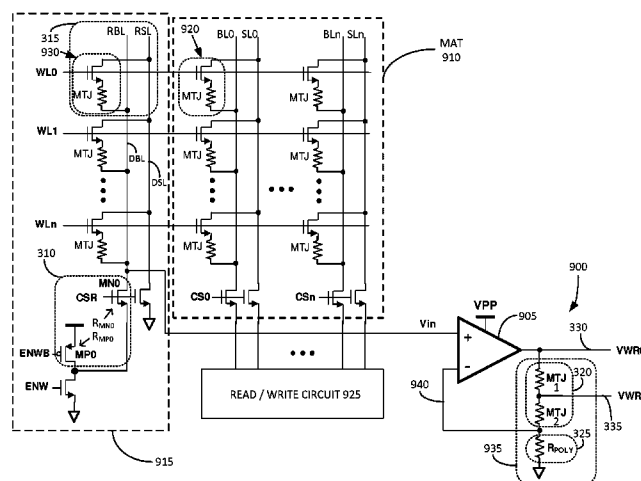 315
RBL RSL
920
BL0 SL0
BLn SLn
MAT
910
930
WL0
MTJ
MTJ
MTJ
WL1
MTJ
MTJ
MTJ
DBL
DSL
WLn
MTJ
MTJ
MTJ
310
MN0
CSR
CS0
CSn
RMN0
RMP0
ENWB
MP0
ENW
Vin
VPP
905
900
330
VWR
940
MTJ
1
320
VWR
335
MTJ
2
325
RPOLY
935
READ / WRITE CIRCUIT 925
915